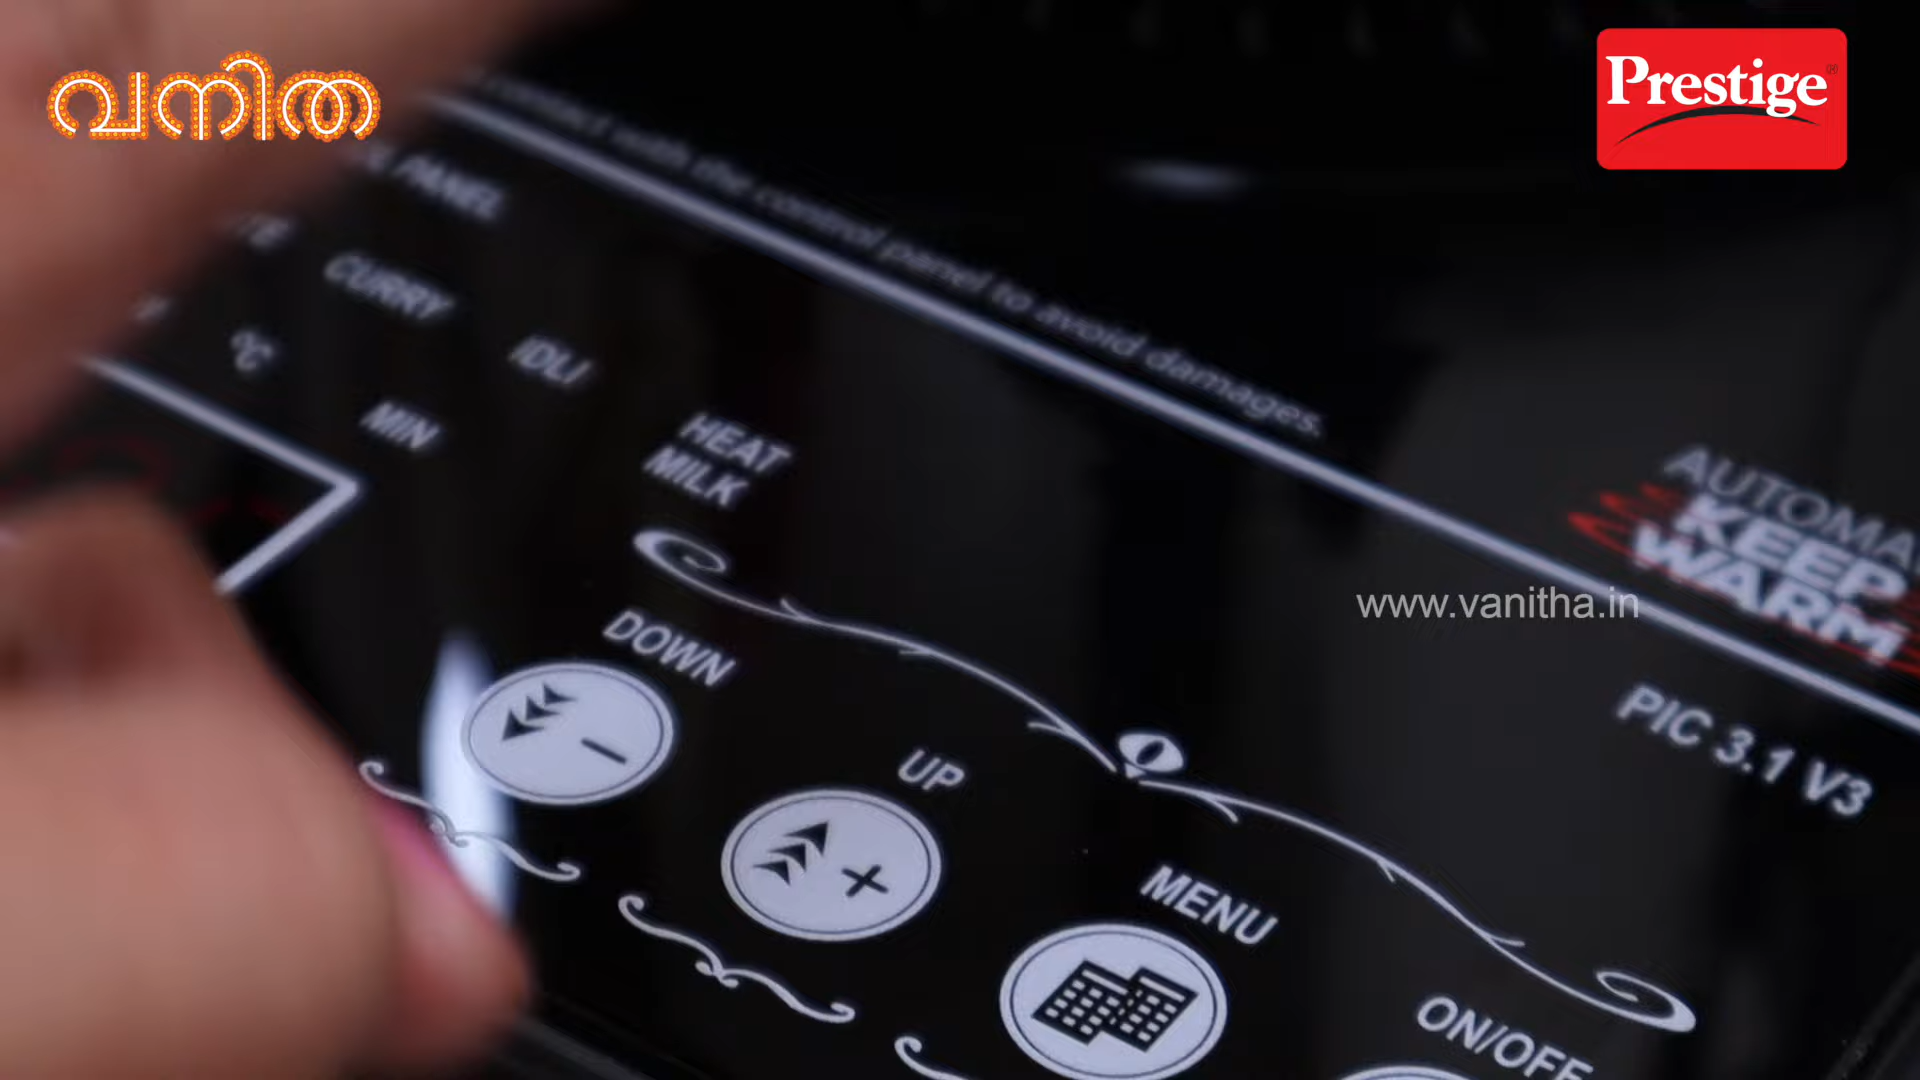 വനിത
Prestige
contact with the control panel to avoid damages.
PANEL
CURRY
IDLI
°C
MIN
HEAT
MILK
AUTOMA
KEEP
WARM
www.vanitha.in
PIC 3.1 V3
DOWN
UP
MENU
ON/OFF